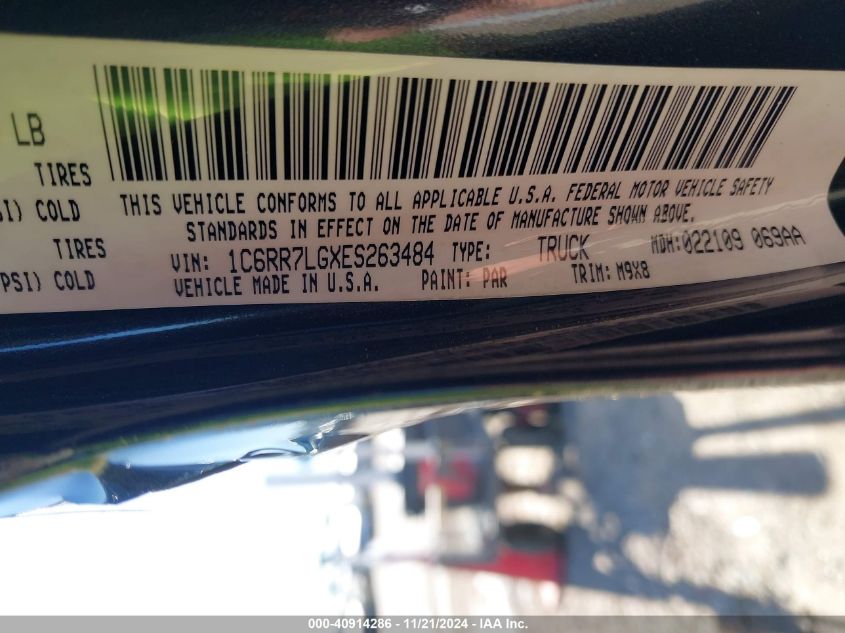 LB
TIRES
SI) COLD
TIRES
PSI) COLD
THIS VEHICLE CONFORMS TO ALL APPLICABLE U.S.A. FEDERAL MOTOR VEHICLE SAFETY
STANDARDS IN EFFECT ON THE DATE OF MANUFACTURE SHOWN ABOVE.
VIN: 1C6RR7LGXES263484 TYPE: TRUCK MDH:022109 069AA
VEHICLE MADE IN U.S.A. PAINT: PAR TRIM: M9X8
000-40914286 - 11/21/2024 - IAA Inc.